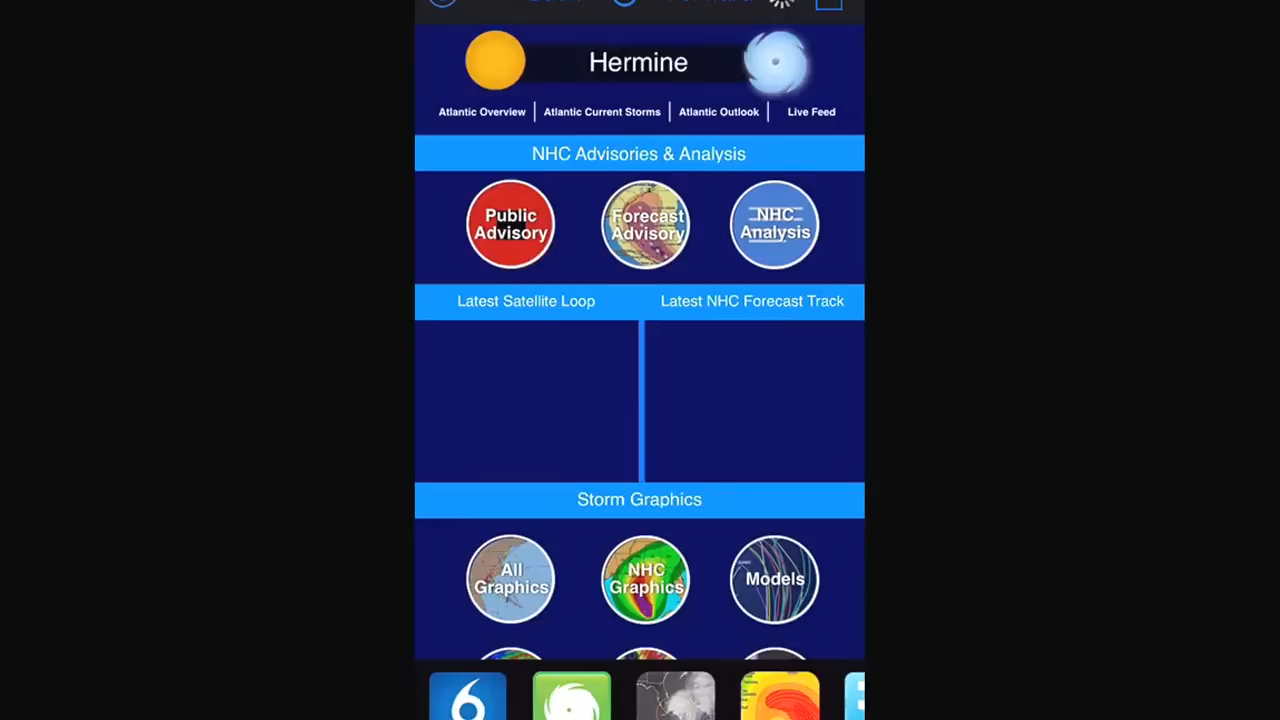 Hermine
Atlantic Overview
Atlantic Current Storms
Atlantic Outlook
Live Feed
NHC Advisories & Analysis
Public
Advisory
Forecast
Advisory
NHC
Analysis
Latest Satellite Loop
Latest NHC Forecast Track
Storm Graphics
All
Graphics
NHC
Graphics
Models